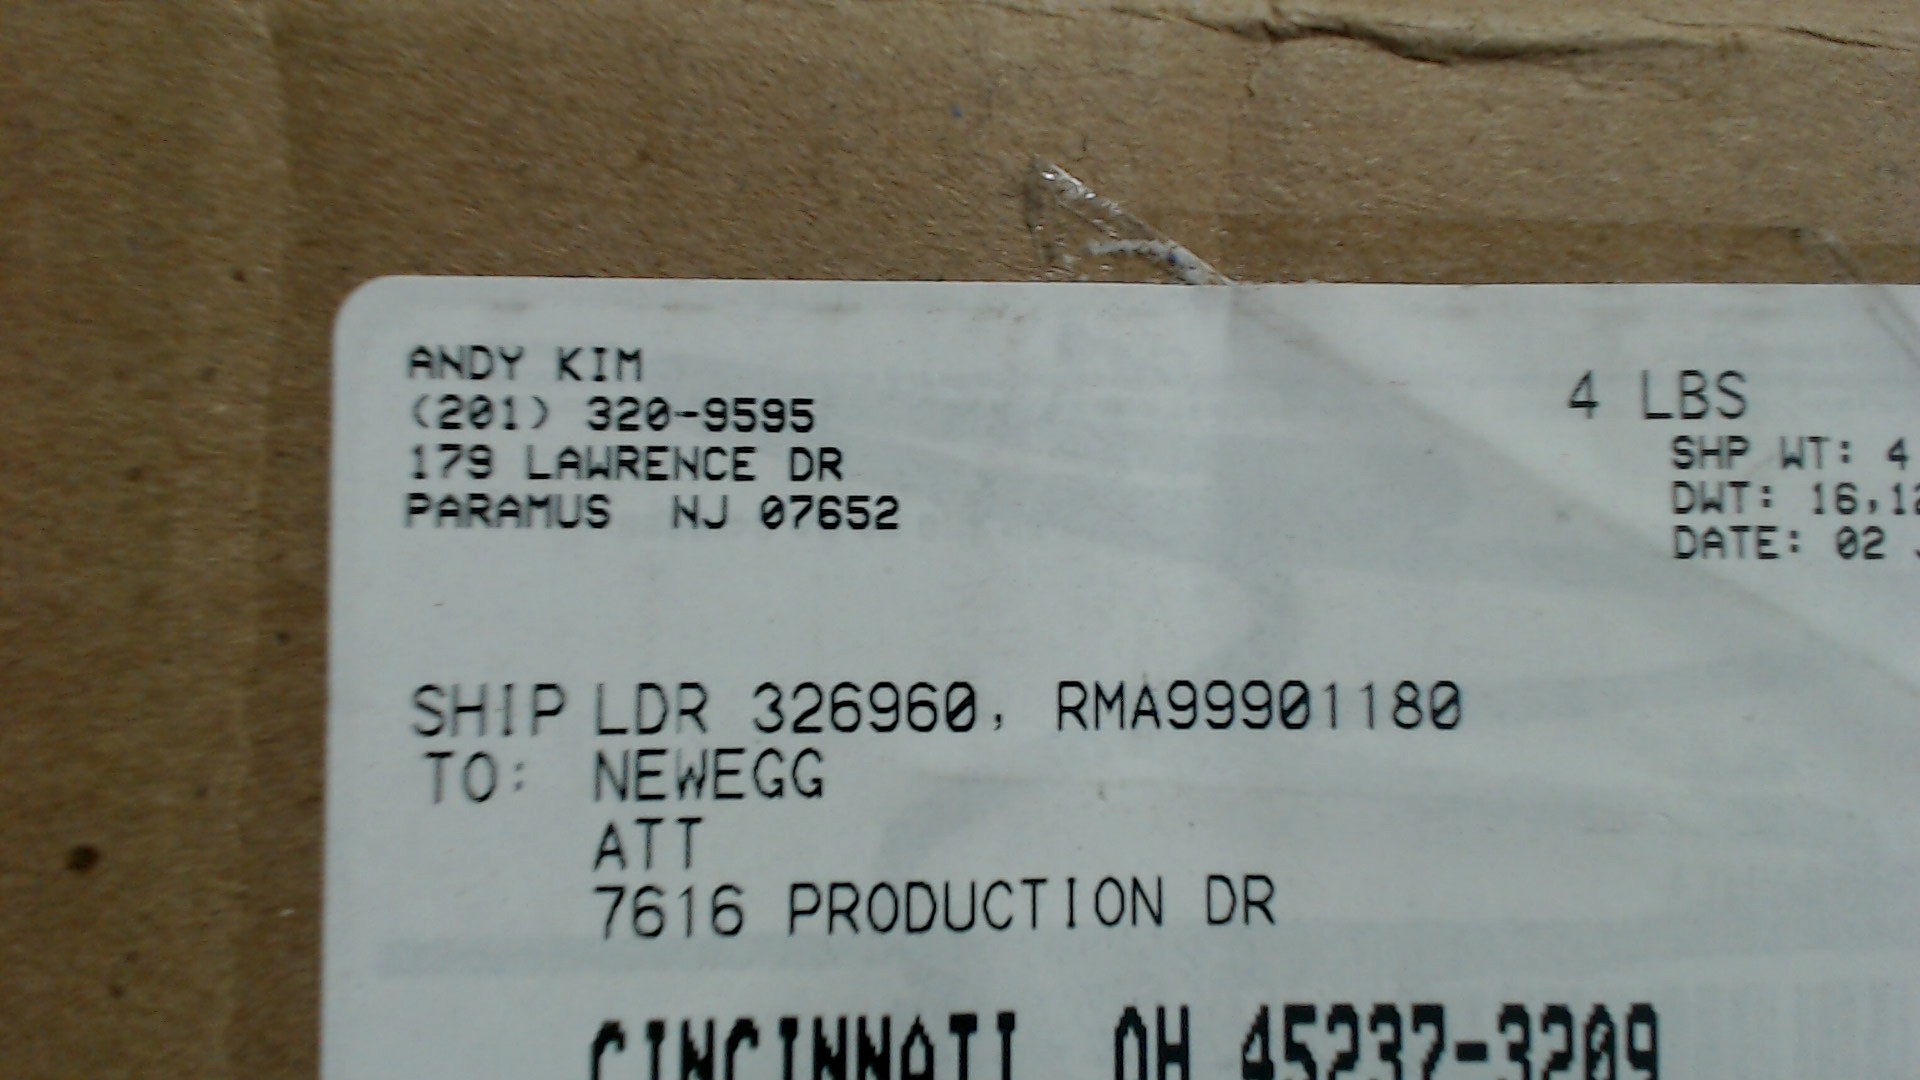 ANDY KIM
(201) 320-9595
179 LAWRENCE DR
PARAMUS NJ 07652
4 LBS
SHP WT: 4
DWT: 16,12
DATE: 02
SHIP TO: LDR 326960, RMA99901180
NEWEGG
ATT
7616 PRODUCTION DR
CINCINNATI OH 45237-3209